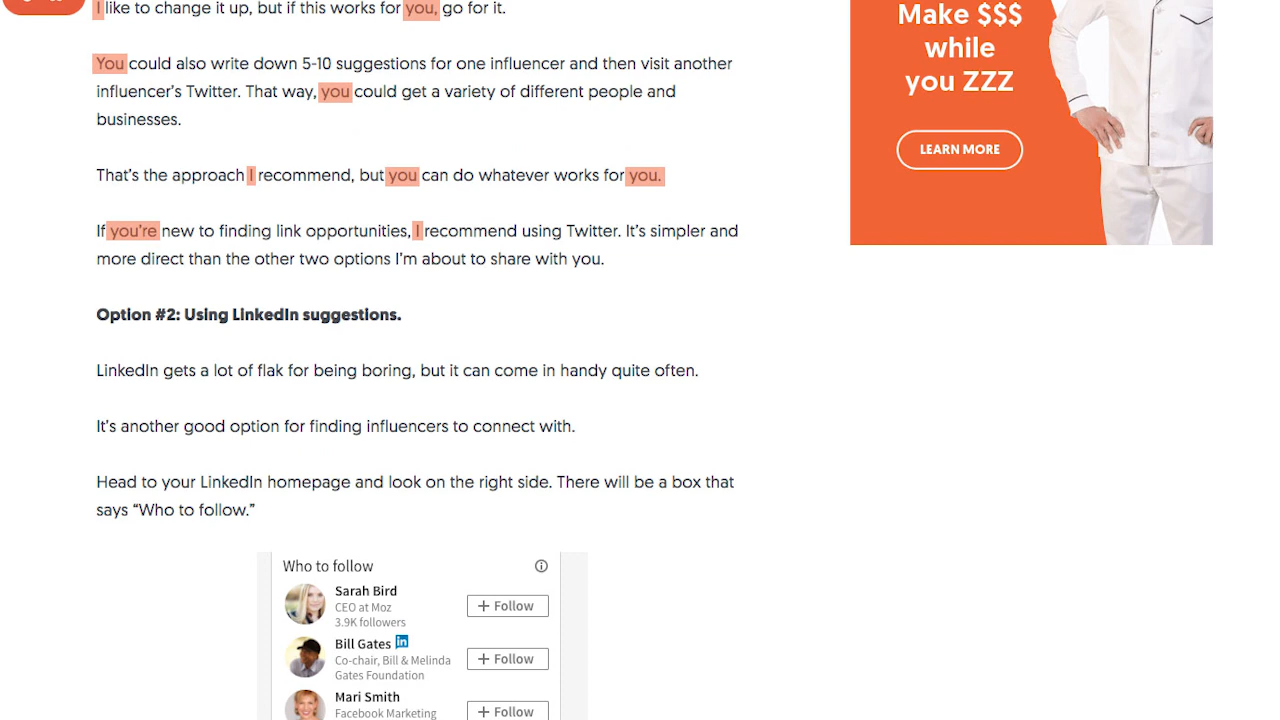 I like to change it up, but if this works for you, go for it.
You could also write down 5-10 suggestions for one influencer and then visit another
influencer's Twitter. That way, you could get a variety of different people and
businesses.
That's the approach I recommend, but you can do whatever works for you.
If you're new to finding link opportunities, I recommend using Twitter. It's simpler and
more direct than the other two options I'm about to share with you.
Option #2: Using LinkedIn suggestions.
LinkedIn gets a lot of flak for being boring, but it can come in handy quite often.
It's another good option for finding influencers to connect with.
Head to your LinkedIn homepage and look on the right side. There will be a box that
says “Who to follow.”
Who to follow
Sarah Bird
CEO at Moz
3.9K followers
+ Follow
Bill Gates in
Co-chair, Bill & Melinda
Gates Foundation
+ Follow
Mari Smith
Facebook Marketing
+ Follow
Make $$$
while
you ZZZ
LEARN MORE